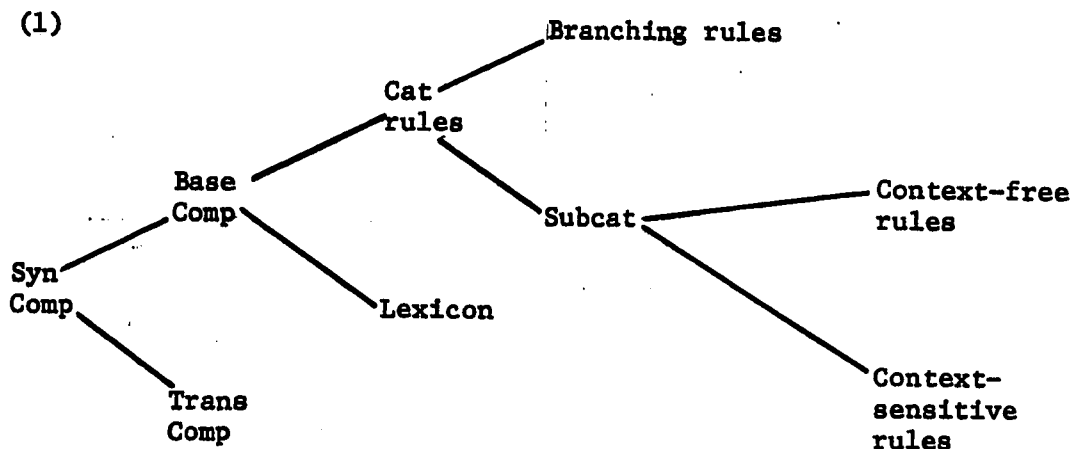 (1)
Branching rules
Cat
rules
Base
Comp
Context-free
rules
Subcat
Syn
Comp
Lexicon
Context-
sensitive
rules
Trans
Comp